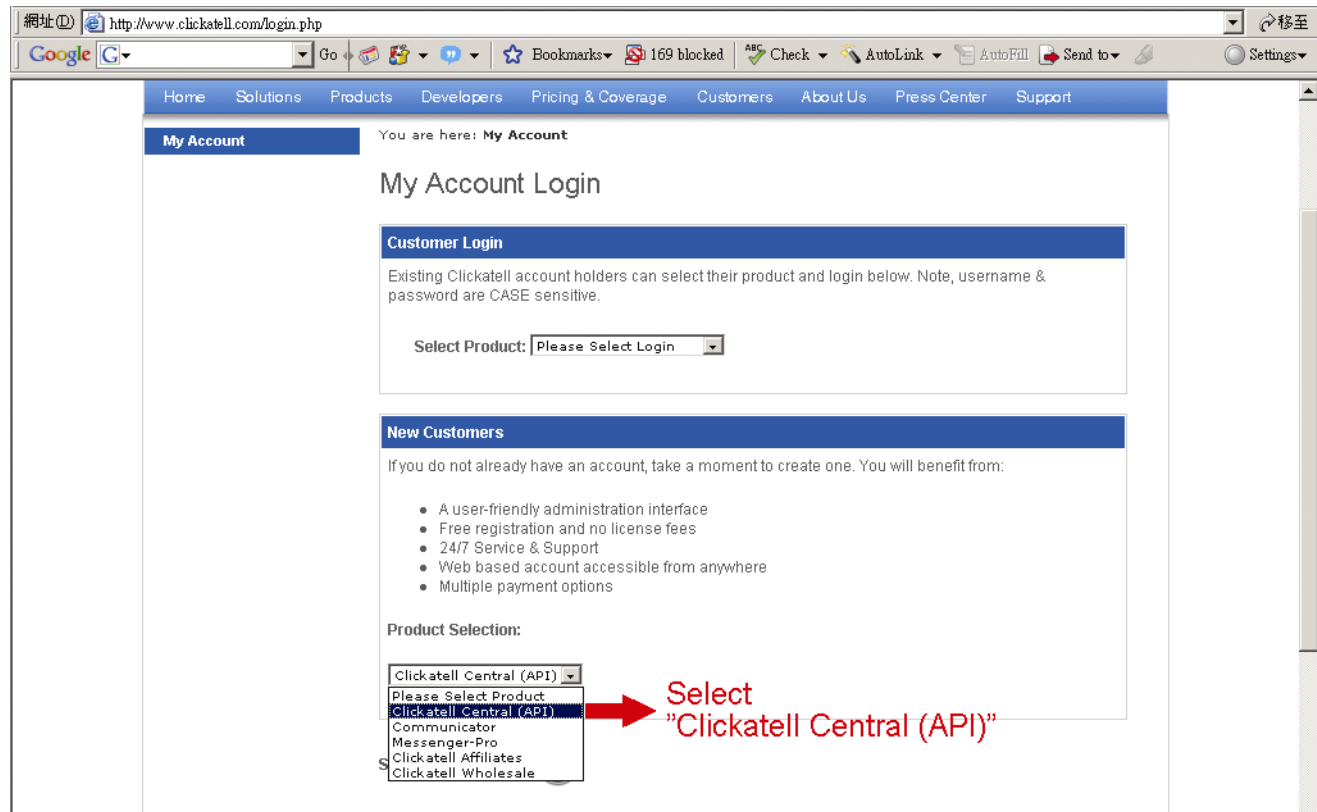 網址(D) http://www.clickatell.com/login.php 移至
Google G Go Bookmarks 169 blocked ABC Check AutoLink AutoFill Send to Settings
Home Solutions Products Developers Pricing & Coverage Customers About Us Press Center Support
My Account
You are here: My Account
My Account Login
Customer Login
Existing Clickatell account holders can select their product and login below. Note, username &
password are CASE sensitive.
Select Product: Please Select Login
New Customers
If you do not already have an account, take a moment to create one. You will benefit from:
• A user-friendly administration interface
• Free registration and no license fees
• 24/7 Service & Support
• Web based account accessible from anywhere
• Multiple payment options
Product Selection:
Clickatell Central (API)
Please Select Product
Clickatell Central (API)
Communicator
Messenger-Pro
Clickatell Affiliates
Clickatell Wholesale
Select
"Clickatell Central (API)"